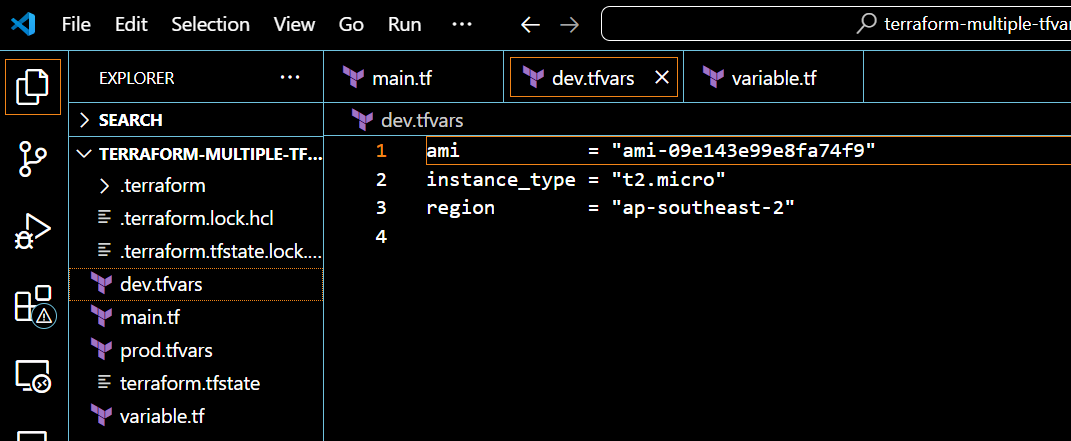 File Edit Selection View Go Run ···
terraform-multiple-tfva
EXPLORER ···
SEARCH
TERRAFORM-MULTIPLE-TF...
.terraform
.terraform.lock.hcl
.terraform.tfstate.lock....
dev.tfvars
main.tf
prod.tfvars
terraform.tfstate
variable.tf
main.tf dev.tfvars variable.tf
dev.tfvars
1 ami = "ami-09e143e99e8fa74f9"
2 instance_type = "t2.micro"
3 region = "ap-southeast-2"
4